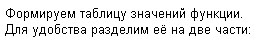 Формируем таблицу значений функции.
Для удобства разделим её на две части: